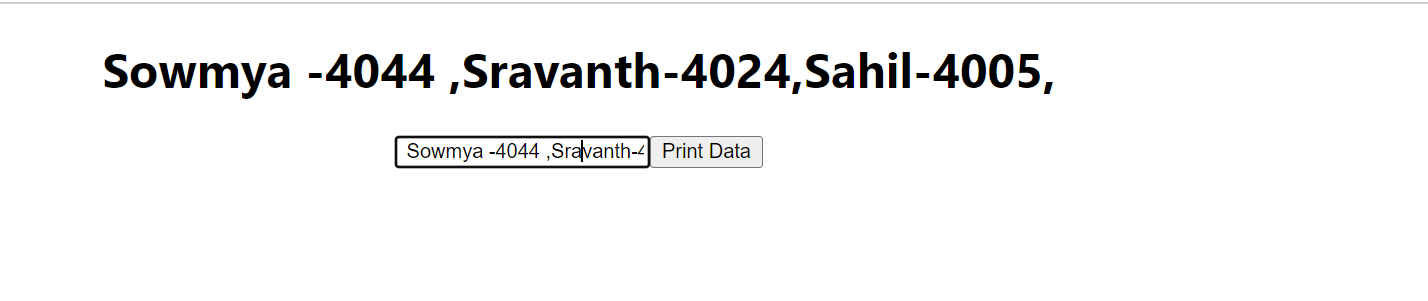 Sowmya -4044 ,Sravanth-4024,Sahil-4005,
Sowmya -4044 ,Sravanth-4 Print Data